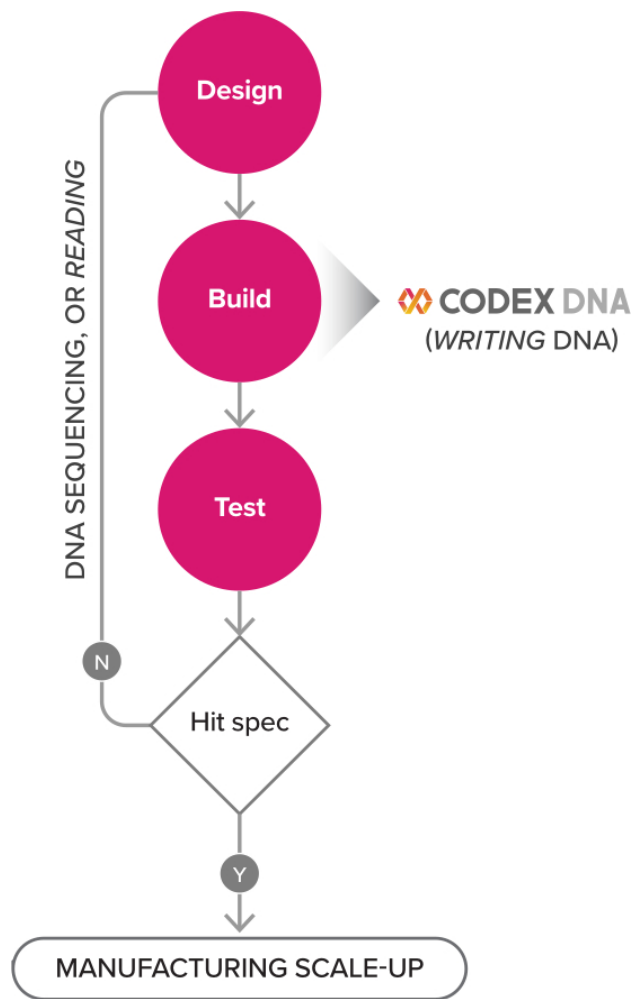 Design
DNA SEQUENCING, OR READING
Build
CODEX DNA
(WRITING DNA)
Test
N
Hit spec
Y
MANUFACTURING SCALE-UP